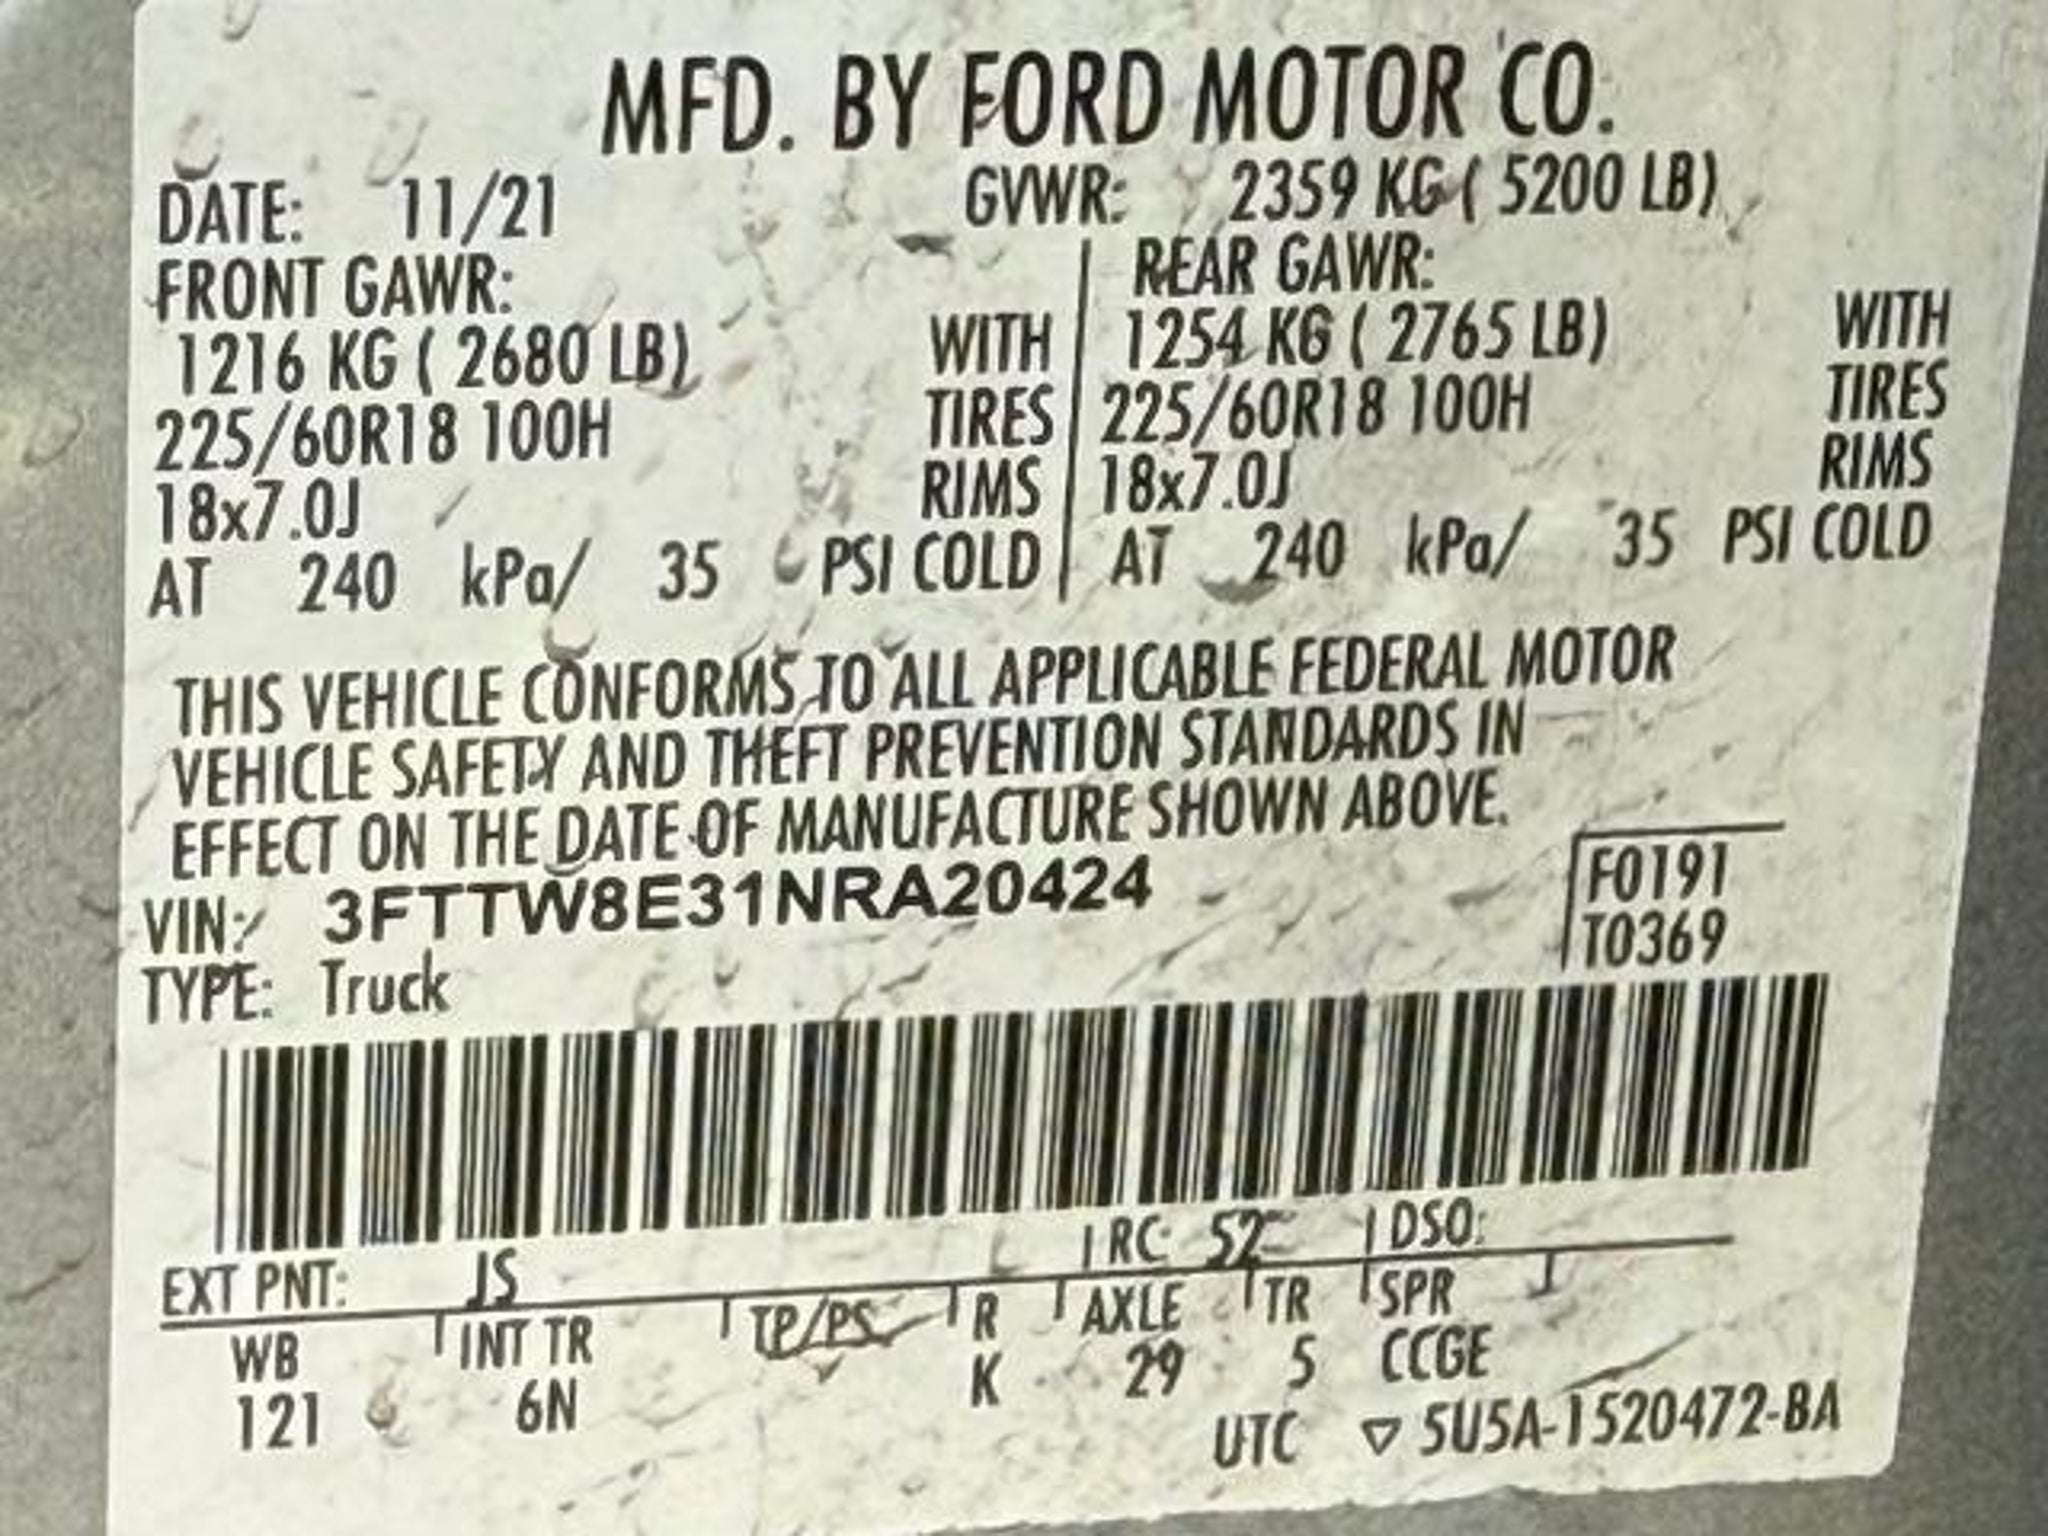 MFD. BY FORD MOTOR CO.
DATE: 11/21 GVWR: 2359 KG ( 5200 LB)
FRONT GAWR: REAR GAWR:
1216 KG ( 2680 LB) WITH 1254 KG ( 2765 LB) WITH
225/60R18 100H TIRES 225/60R18 100H TIRES
18x7.0J RIMS 18x7.0J RIMS
AT 240 kPa/ 35 PSI COLD AT 240 kPa/ 35 PSI COLD
THIS VEHICLE CONFORMS TO ALL APPLICABLE FEDERAL MOTOR
VEHICLE SAFETY AND THEFT PREVENTION STANDARDS IN
EFFECT ON THE DATE OF MANUFACTURE SHOWN ABOVE.
VIN: 3FTTW8E31NRA20424 F0191
TYPE: Truck T0369
EXT PNT: JS RC: 52 DSO:
WB INT TR TP/PS R AXLE TR SPR
121 6N K 29 5 CCGE
UTC ▽ 5U5A-1520472-BA